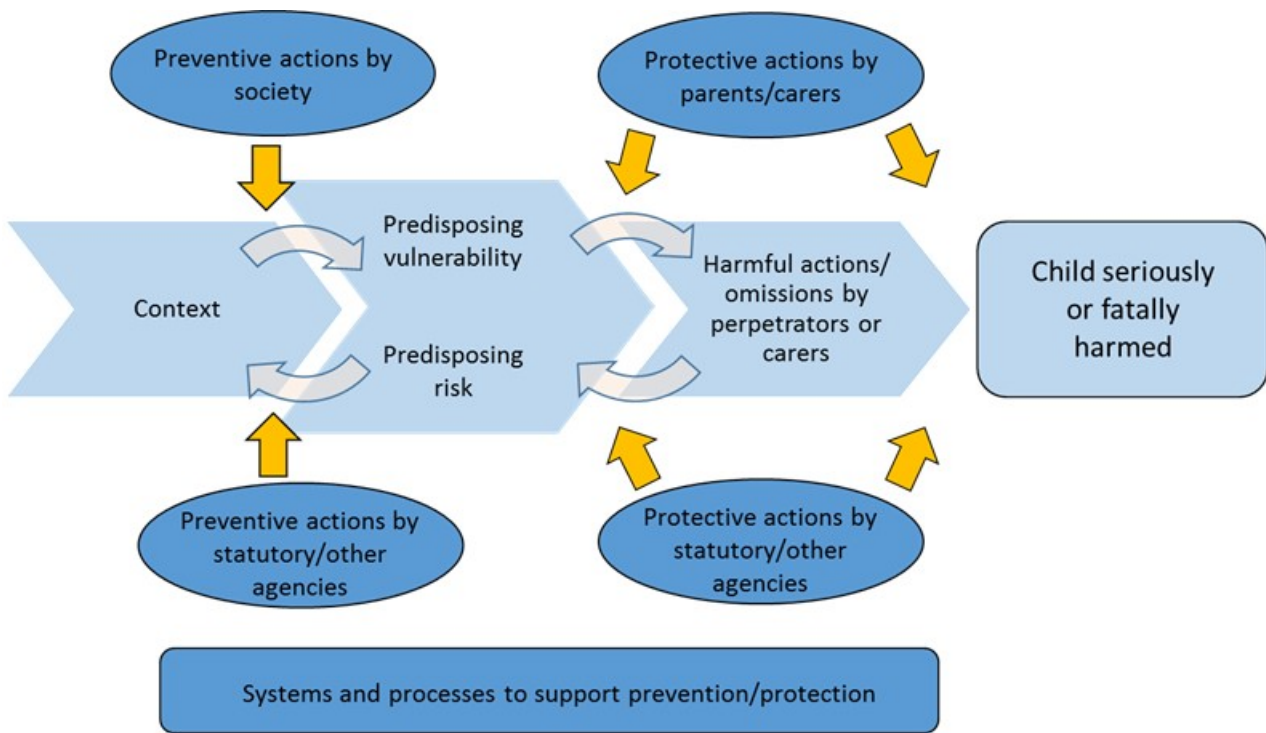 Preventive actions by
society
Protective actions by
parents/carers
Context
Predisposing
vulnerability
Predisposing
risk
Harmful actions/
omissions by
perpetrators or
carers
Child seriously
or fatally
harmed
Preventive actions by
statutory/other
agencies
Protective actions by
statutory/other
agencies
Systems and processes to support prevention/protection